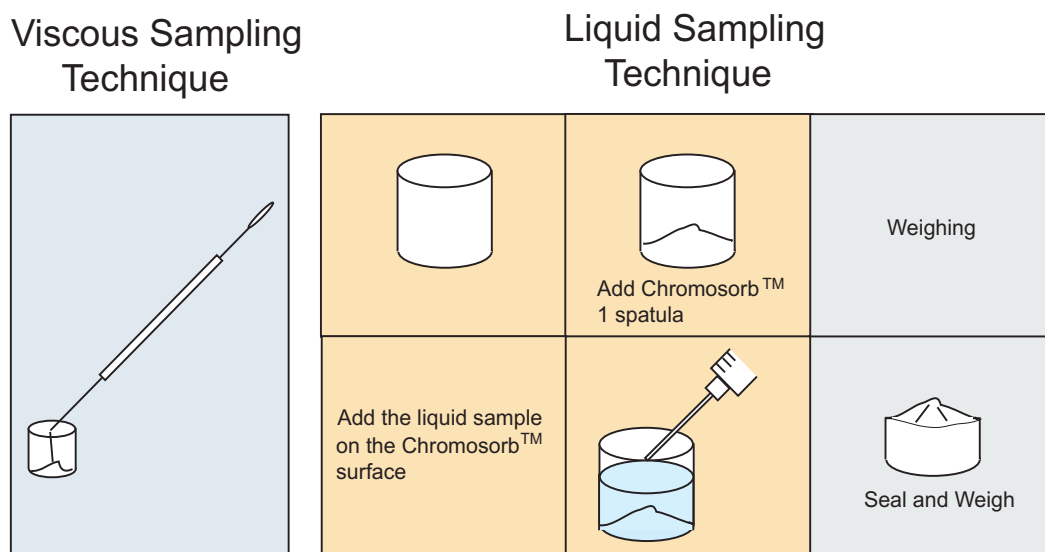 Viscous Sampling
Technique
Liquid Sampling
Technique
Add Chromosorb™
1 spatula
Weighing
Add the liquid sample
on the Chromosorb™
surface
Seal and Weigh